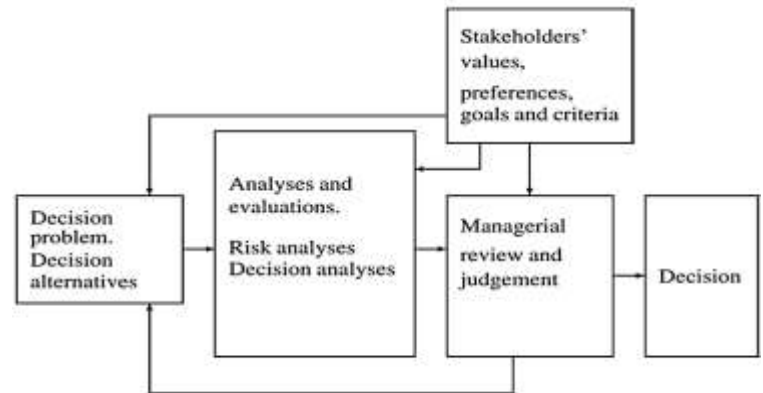 Stakeholders’
values,
preferences,
goals and criteria
Decision
problem.
Decision
alternatives
Analyses and
evaluations.
Risk analyses
Decision analyses
Managerial
review and
judgement
Decision